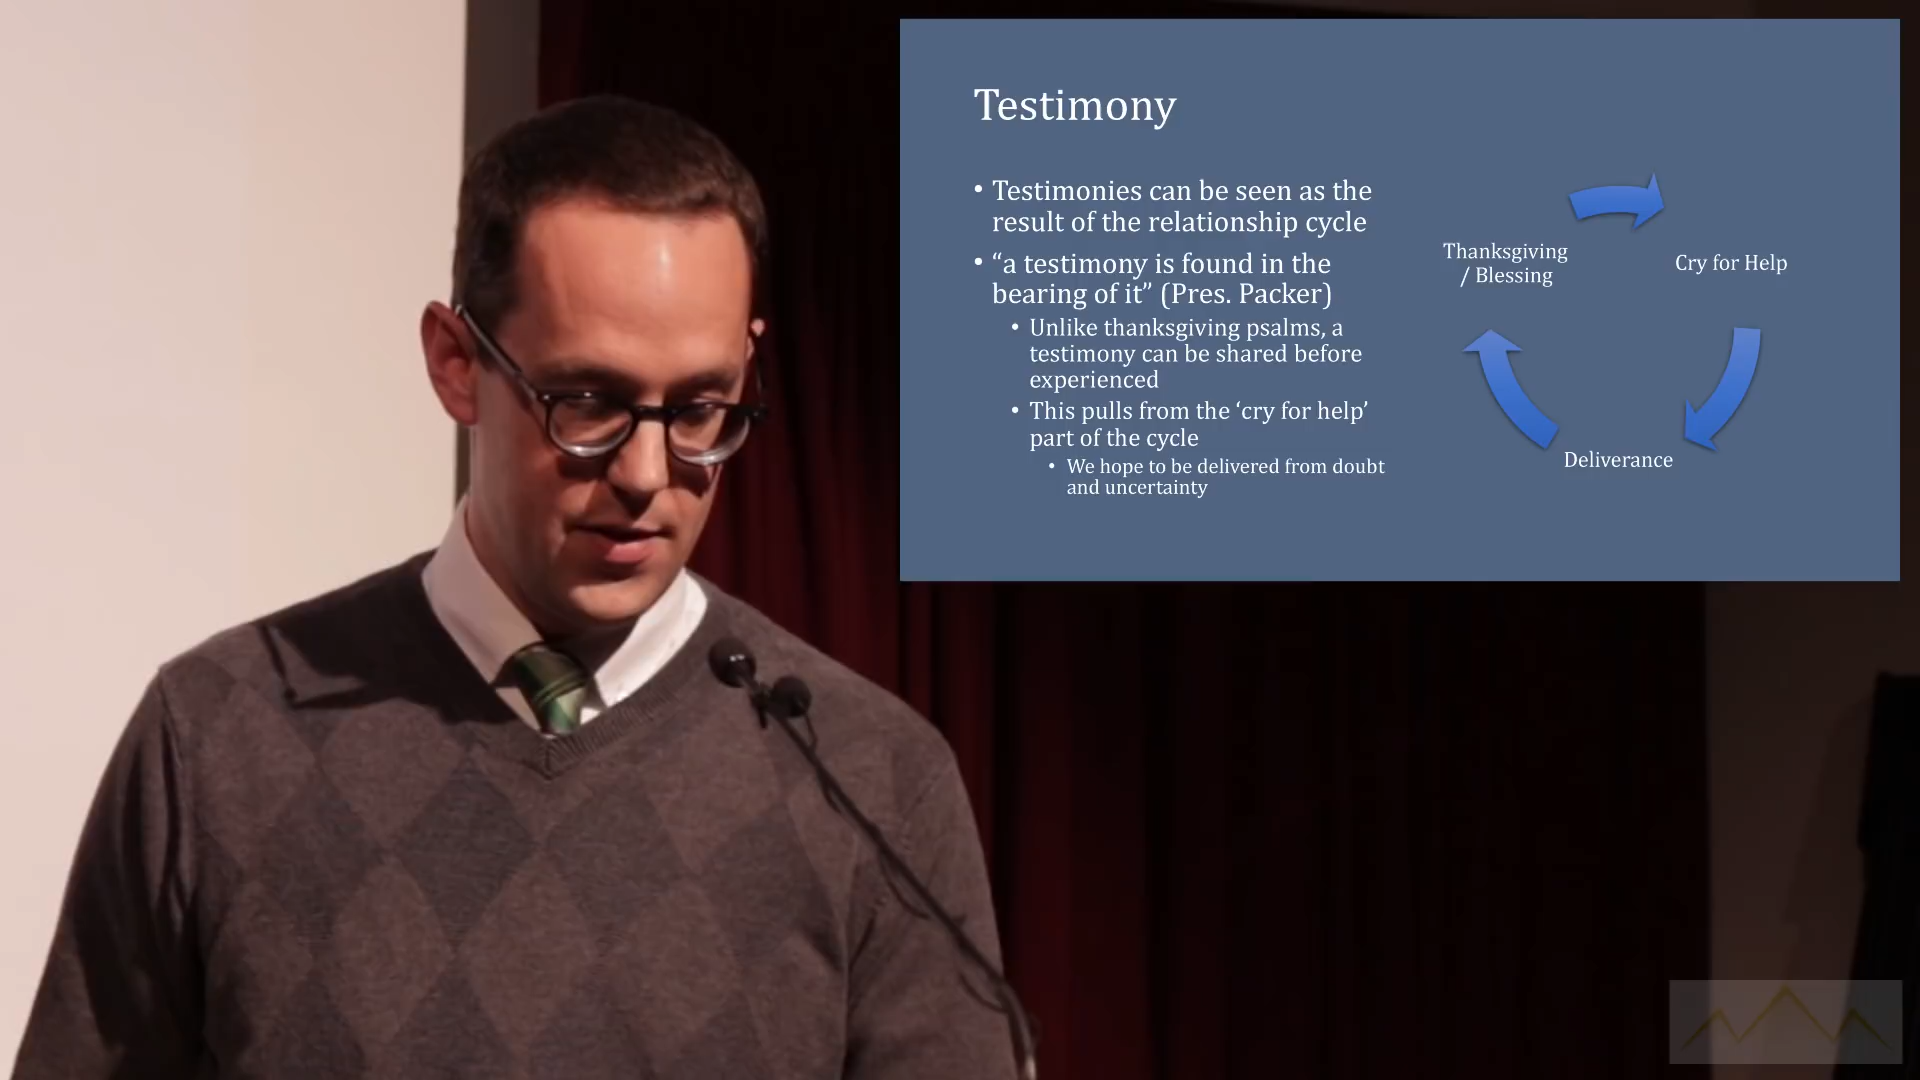 Testimony
• Testimonies can be seen as the
result of the relationship cycle
• “a testimony is found in the
bearing of it” (Pres. Packer)
• Unlike thanksgiving psalms, a
testimony can be shared before
experienced
• This pulls from the ‘cry for help’
part of the cycle
• We hope to be delivered from doubt
and uncertainty
Thanksgiving
/ Blessing
Cry for Help
Deliverance